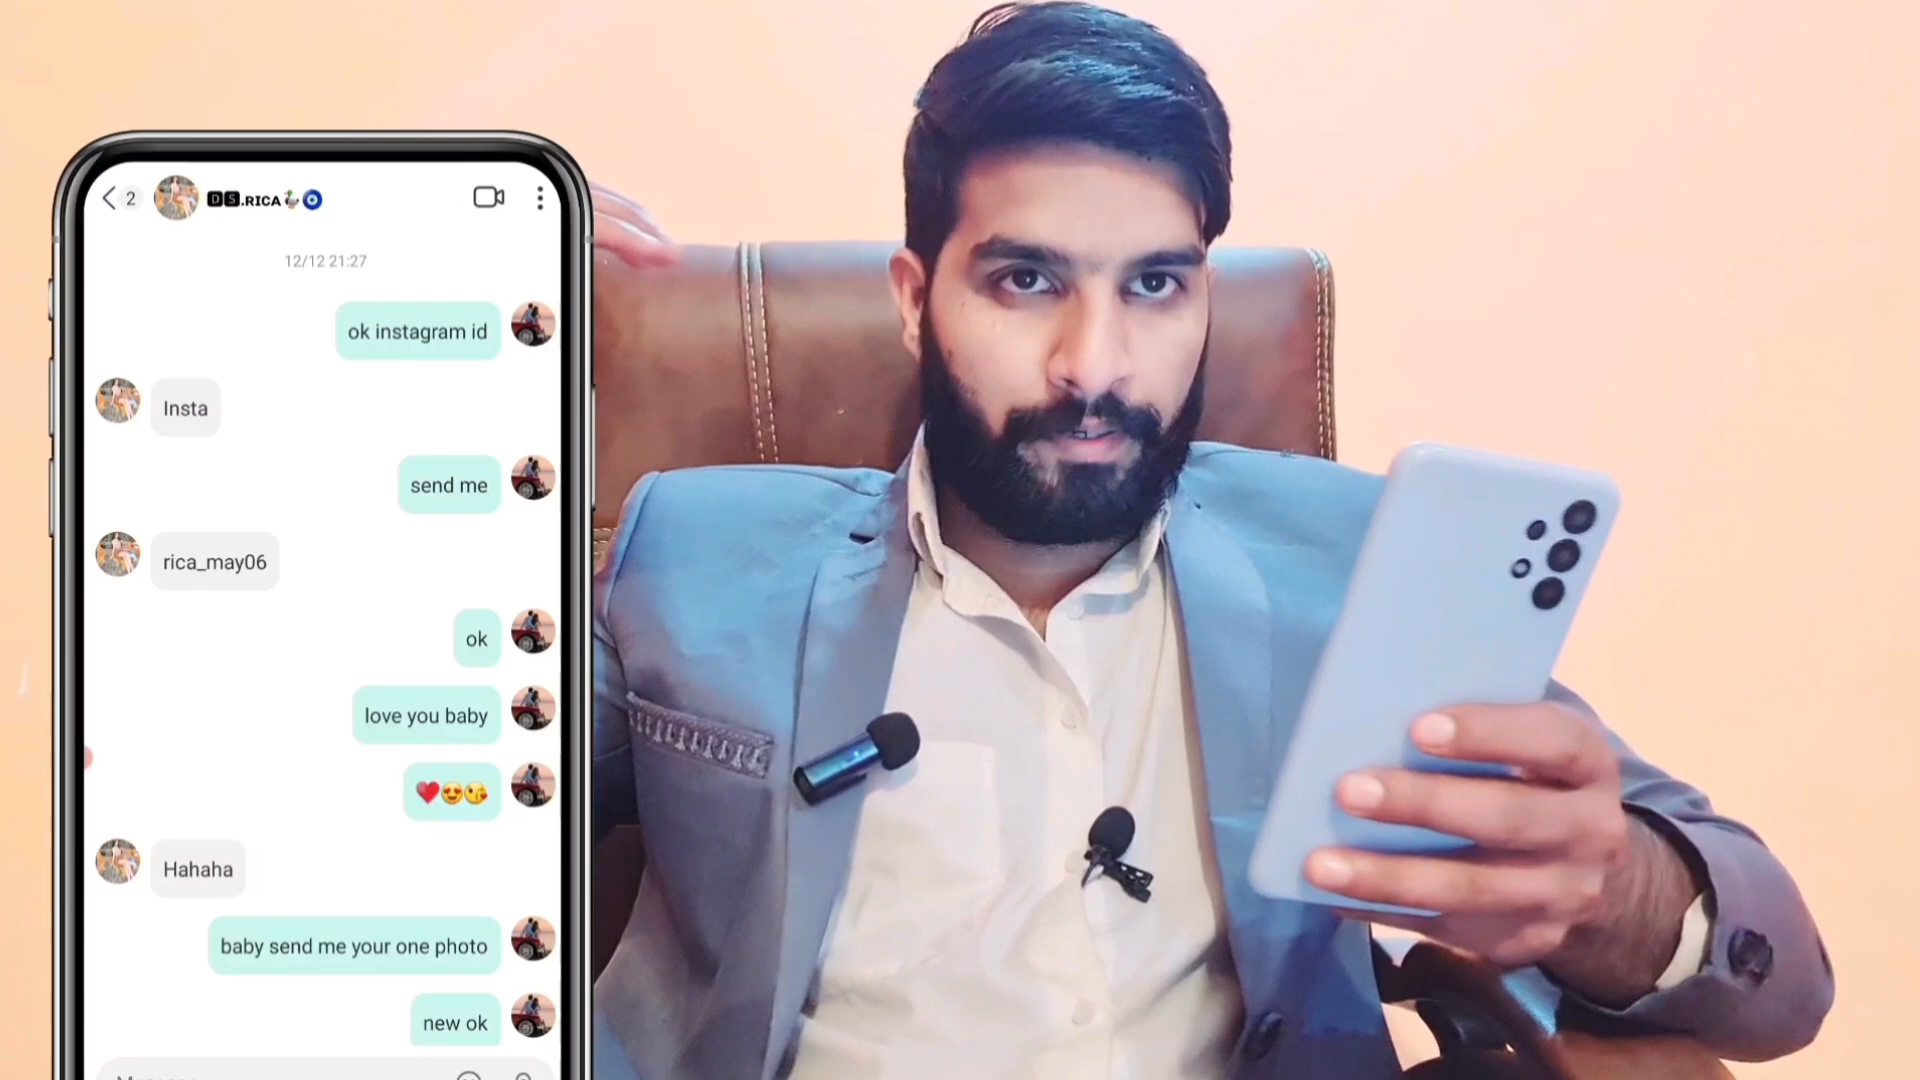 2
DS.RICA
12/12 21:27
ok instagram id
Insta
send me
rica_may06
ok
love you baby
Hahaha
baby send me your one photo
new ok